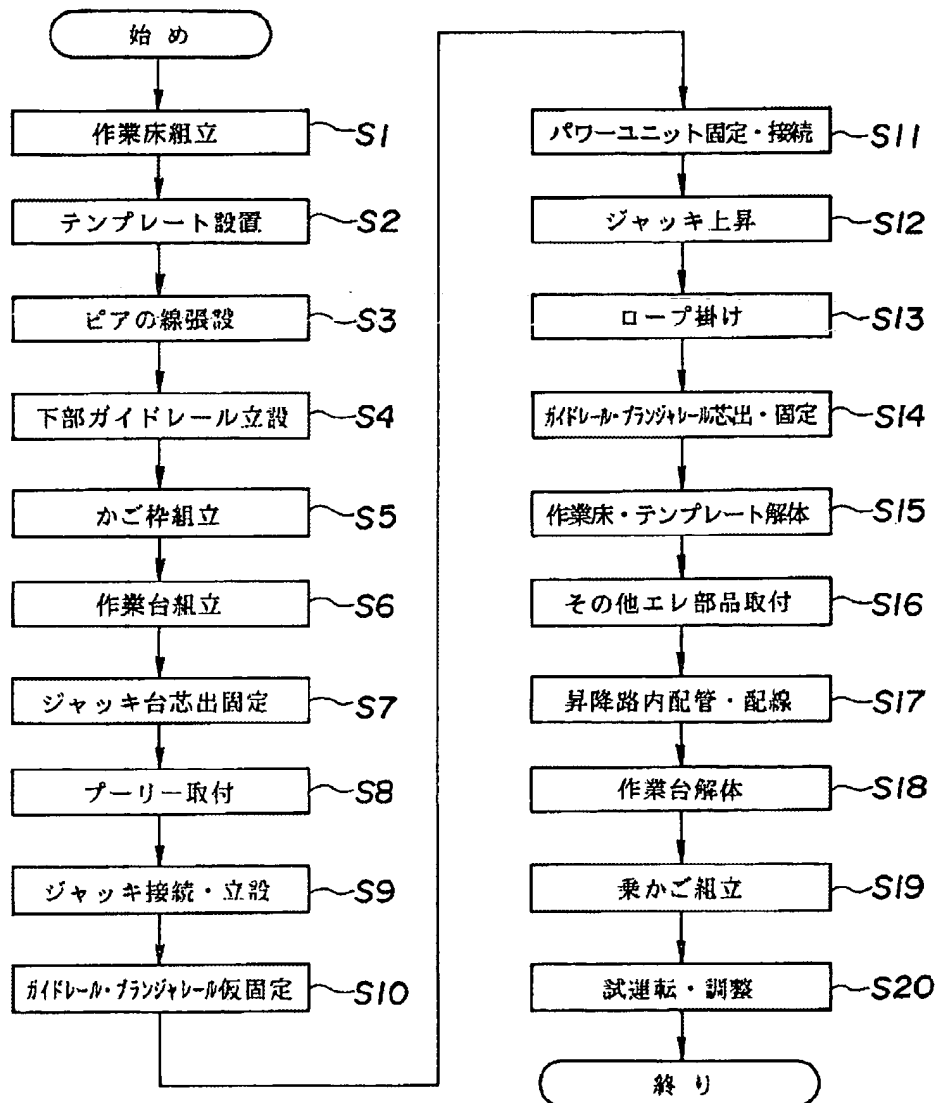 始め
作業床組立 S1
テンプレート設置 S2
ピアの線張設 S3
下部ガイドレール立設 S4
かご枠組立 S5
作業台組立 S6
ジャッキ台芯出固定 S7
プーリー取付 S8
ジャッキ接続・立設 S9
ガイドレール・プランジャレール仮固定 S10
パワーユニット固定・接続 S11
ジャッキ上昇 S12
ロープ掛け S13
ガイドレール・プランジャレール芯出・固定 S14
作業床・テンプレート解体 S15
その他エレ部品取付 S16
昇降路内配管・配線 S17
作業台解体 S18
乗かご組立 S19
試運転・調整 S20
終り